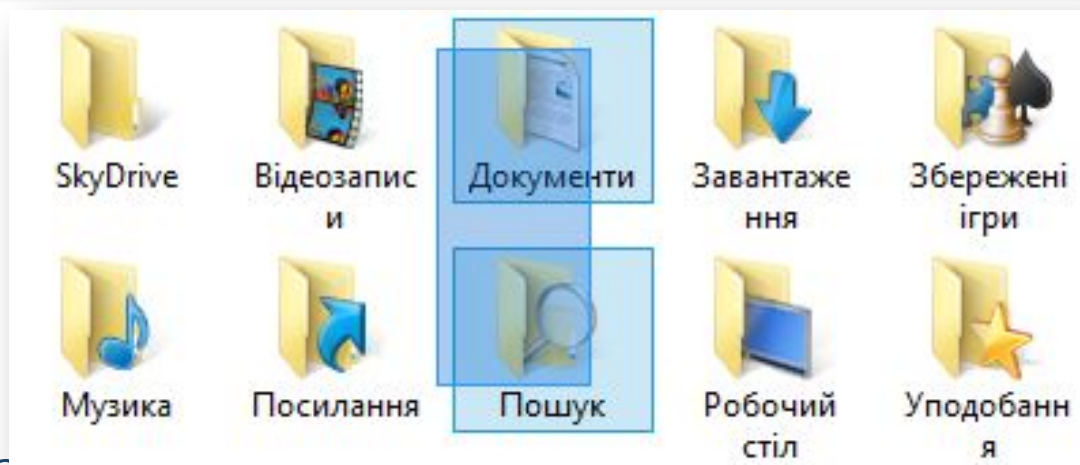 SkyDrive
Відеозапис
и
Документи
Завантаже
ння
Збережені
ігри
Музика
Посилання
Пошук
Робочий
стіл
Уподобанн
я